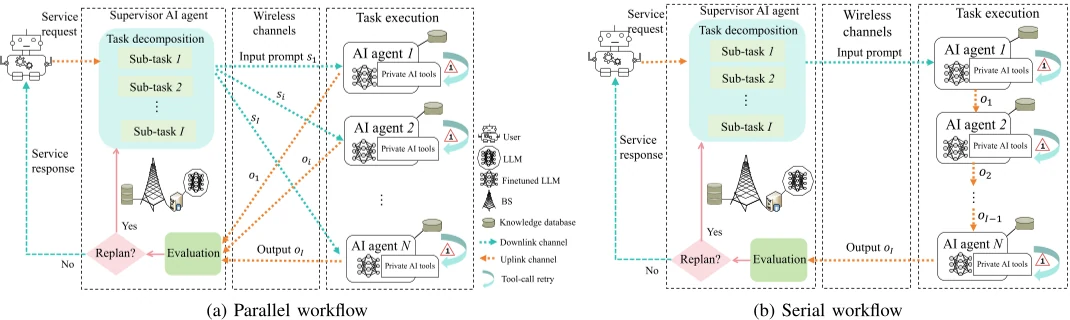 Service
request
Supervisor AI agent
Task decomposition
Sub-task 1
Sub-task 2
⋮
Sub-task I
Wireless
channels
Input prompt s₁
sᵢ
s_I
oᵢ
o₁
Output o_I
Task execution
AI agent 1
Private AI tools
AI agent 2
Private AI tools
⋮
AI agent N
Private AI tools
Service
response
Yes
Replan?
No
Evaluation
User
LLM
Finetuned LLM
BS
Knowledge database
Downlink channel
Uplink channel
Tool-call retry
(a) Parallel workflow
Service
request
Supervisor AI agent
Task decomposition
Sub-task 1
Sub-task 2
⋮
Sub-task I
Wireless
channels
Input prompt
Output o_I
Task execution
AI agent 1
Private AI tools
o₁
AI agent 2
Private AI tools
o₂
⋮
o_{I−1}
AI agent N
Private AI tools
Service
response
Yes
Replan?
No
Evaluation
(b) Serial workflow